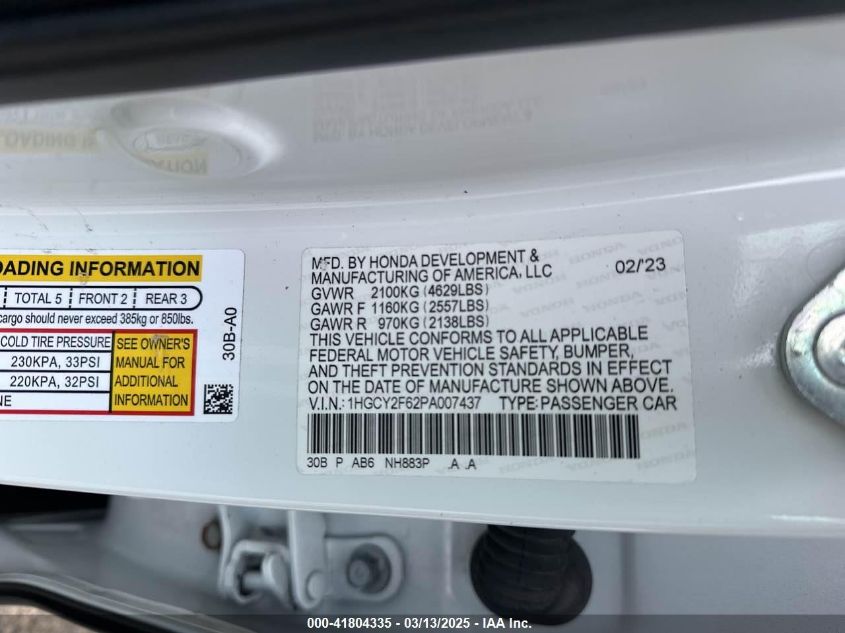 OADING INFORMATION
TOTAL 5 FRONT 2 REAR 3
cargo should never exceed 385kg or 850lbs.
COLD TIRE PRESSURE
230KPA, 33PSI
220KPA, 32PSI
NE
SEE OWNER'S
MANUAL FOR
ADDITIONAL
INFORMATION
30B-A0
MFD. BY HONDA DEVELOPMENT &
MANUFACTURING OF AMERICA, LLC 02/23
GVWR 2100KG (4629LBS)
GAWR F 1160KG (2557LBS)
GAWR R 970KG (2138LBS)
THIS VEHICLE CONFORMS TO ALL APPLICABLE
FEDERAL MOTOR VEHICLE SAFETY, BUMPER,
AND THEFT PREVENTION STANDARDS IN EFFECT
ON THE DATE OF MANUFACTURE SHOWN ABOVE.
V.I.N.: 1HGCY2F62PA007437 TYPE: PASSENGER CAR
30B P AB6 NH883P .A .A
000-41804335 - 03/13/2025 - IAA Inc.